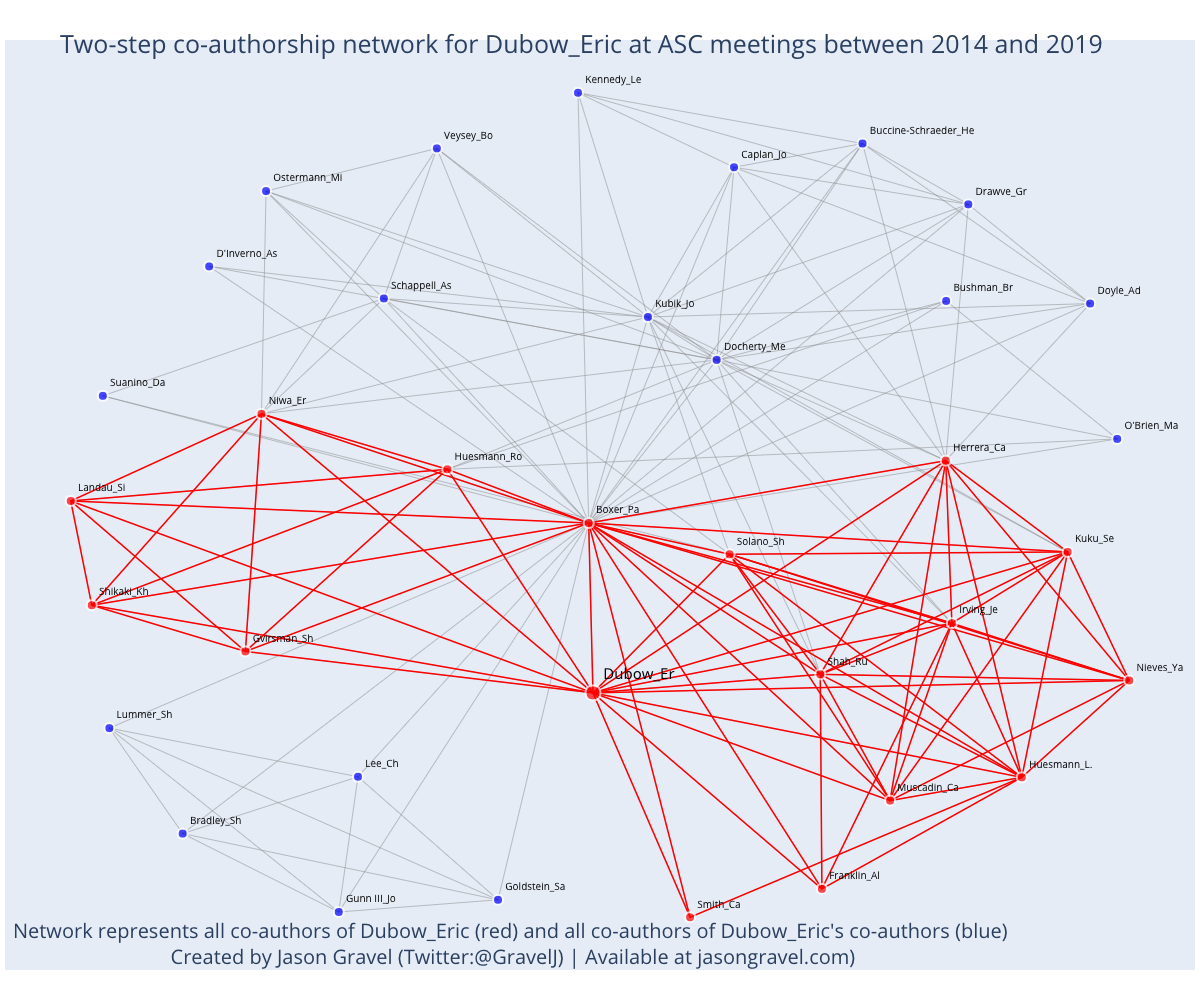 Two-step co-authorship network for Dubow_Eric at ASC meetings between 2014 and 2019
Kennedy_Le
Buccine-Schraeder_He
Veysey_Bo
Caplan_Jo
Ostermann_Mi
Drawve_Gr
D'Inverno_As
Schappell_As
Bushman_Br
Doyle_Ad
Kubik_Jo
Docherty_Me
Suanino_Da
Niwa_Er
O'Brien_Ma
Herrera_Ca
Huesmann_Ro
Landau_Si
Boxer_Pa
Solano_Sh
Kuku_Se
Shikaki_Kh
Irving_Je
Gvirsman_Sh
Shah_Ru
Nieves_Ya
Dubow_Er
Lummer_Sh
Lee_Ch
Huesmann_L.
Muscadin_Ca
Bradley_Sh
Franklin_Al
Goldstein_Sa
Gunn III_Jo
Smith_Ca
Network represents all co-authors of Dubow_Eric (red) and all co-authors of Dubow_Eric's co-authors (blue)
Created by Jason Gravel (Twitter:@GravelJ) | Available at jasongravel.com)